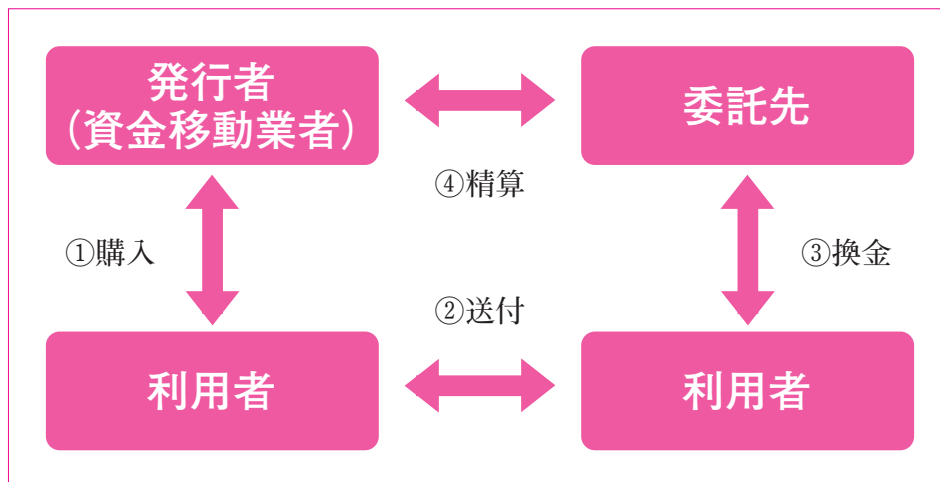 発行者
（資金移動業者）
委託先
④精算
①購入
③換金
②送付
利用者
利用者